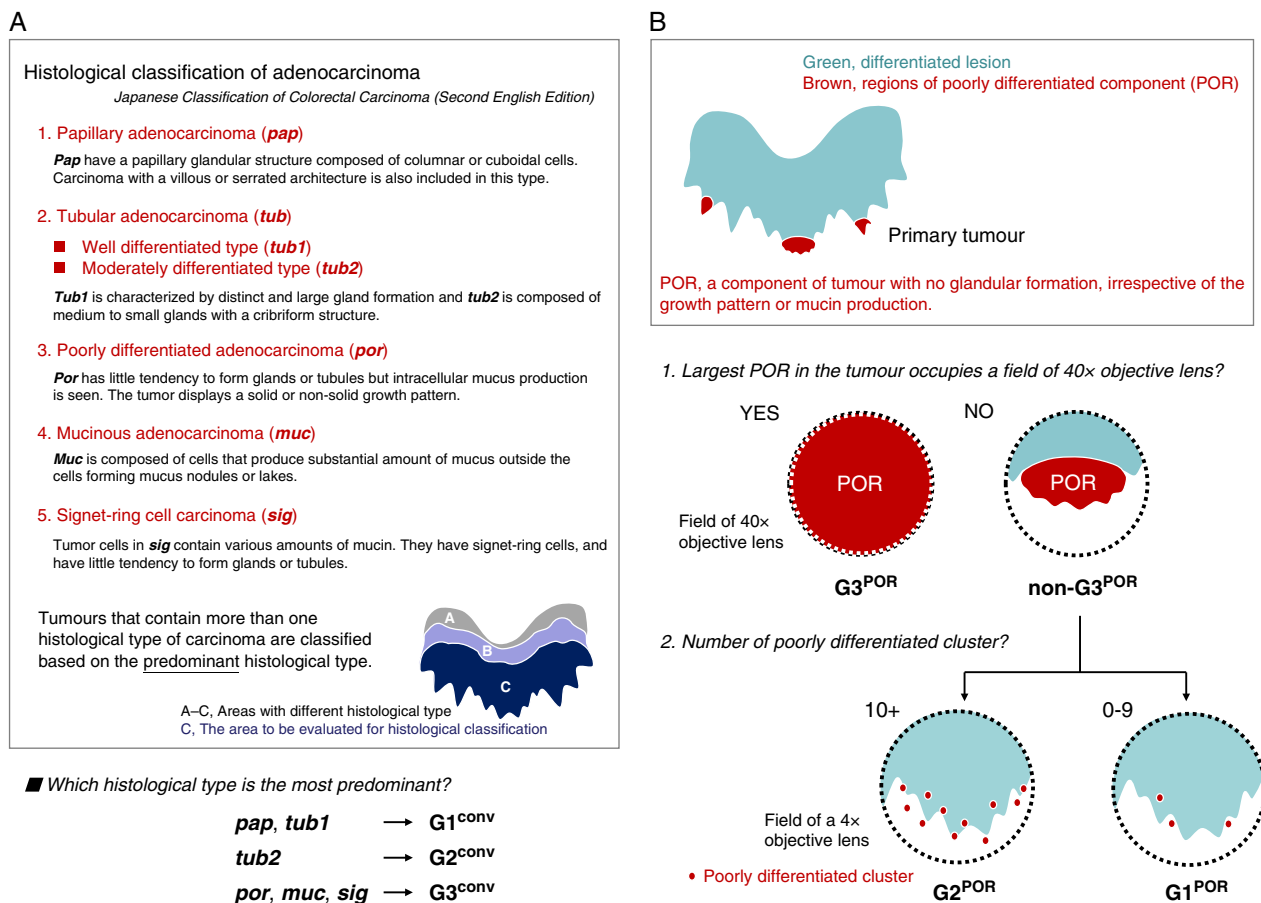 A
Histological classification of adenocarcinoma
Japanese Classification of Colorectal Carcinoma (Second English Edition)
1. Papillary adenocarcinoma (pap)
Pap have a papillary glandular structure composed of columnar or cuboidal cells.
Carcinoma with a villous or serrated architecture is also included in this type.
2. Tubular adenocarcinoma (tub)
■ Well differentiated type (tub1)
■ Moderately differentiated type (tub2)
Tub1 is characterized by distinct and large gland formation and tub2 is composed of
medium to small glands with a cribriform structure.
3. Poorly differentiated adenocarcinoma (por)
Por has little tendency to form glands or tubules but intracellular mucus production
is seen. The tumor displays a solid or non-solid growth pattern.
4. Mucinous adenocarcinoma (muc)
Muc is composed of cells that produce substantial amount of mucus outside the
cells forming mucus nodules or lakes.
5. Signet-ring cell carcinoma (sig)
Tumor cells in sig contain various amounts of mucin. They have signet-ring cells, and
have little tendency to form glands or tubules.
Tumours that contain more than one
histological type of carcinoma are classified
based on the predominant histological type.
A
B
C
A–C, Areas with different histological type
C, The area to be evaluated for histological classification
Which histological type is the most predominant?
pap, tub1 → G1conv
tub2 → G2conv
por, muc, sig → G3conv
B
Green, differentiated lesion
Brown, regions of poorly differentiated component (POR)
Primary tumour
POR, a component of tumour with no glandular formation, irrespective of the
growth pattern or mucin production.
1. Largest POR in the tumour occupies a field of 40× objective lens?
YES
NO
POR
POR
Field of 40×
objective lens
G3POR
non-G3POR
2. Number of poorly differentiated cluster?
10+
0-9
Field of a 4×
objective lens
• Poorly differentiated cluster
G2POR
G1POR